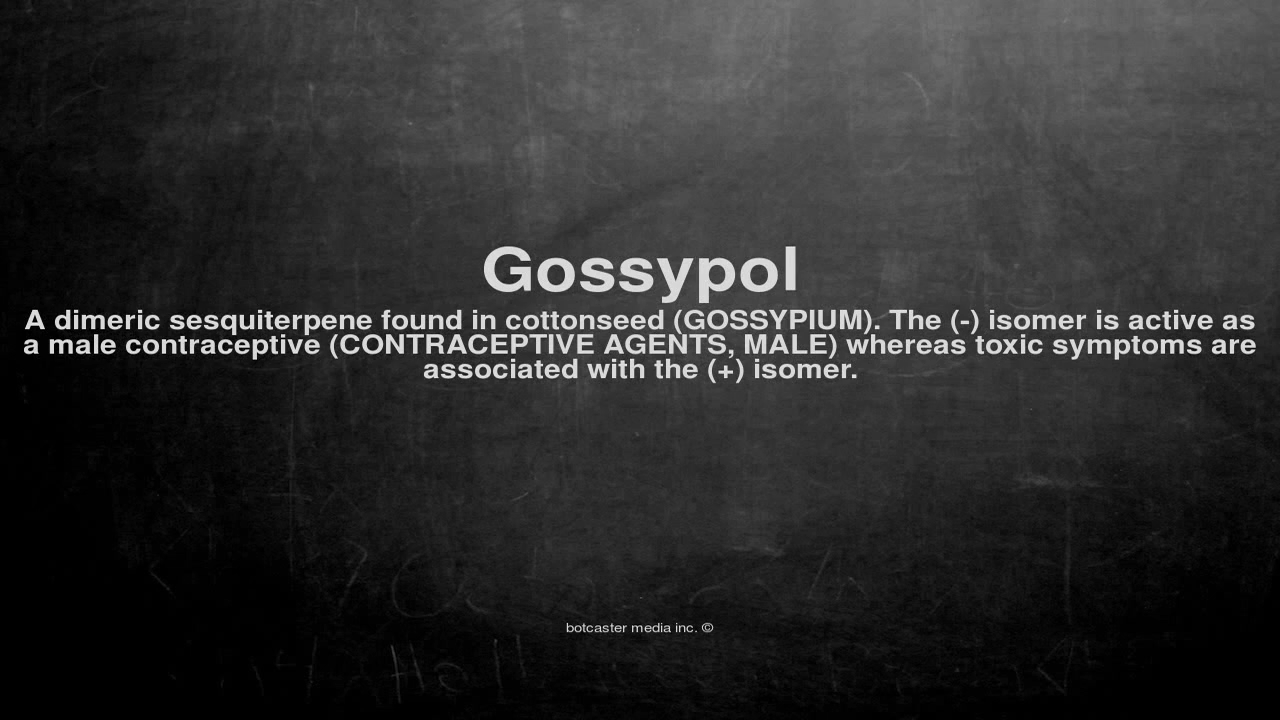 Gossypol
A dimeric sesquiterpene found in cottonseed (GOSSYPIUM). The (-) isomer is active as
a male contraceptive (CONTRACEPTIVE AGENTS, MALE) whereas toxic symptoms are
associated with the (+) isomer.
botcaster media inc. ©